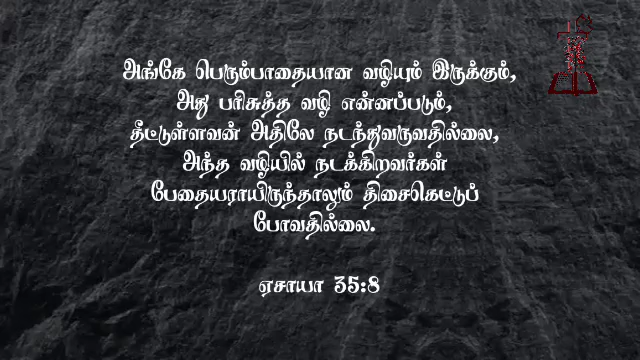 அங்கே பெரும்பாதையான வழியும் இருக்கும்,
அது பரிசுத்த வழி என்னப்படும்,
தீட்டுள்ளவன் அதிலே நடந்துவருவதில்லை,
அந்த வழியில் நடக்கிறவர்கள்
பேதையராயிருந்தாலும் திசைகெட்டுப்
போவதில்லை.
ஏசாயா 35:8